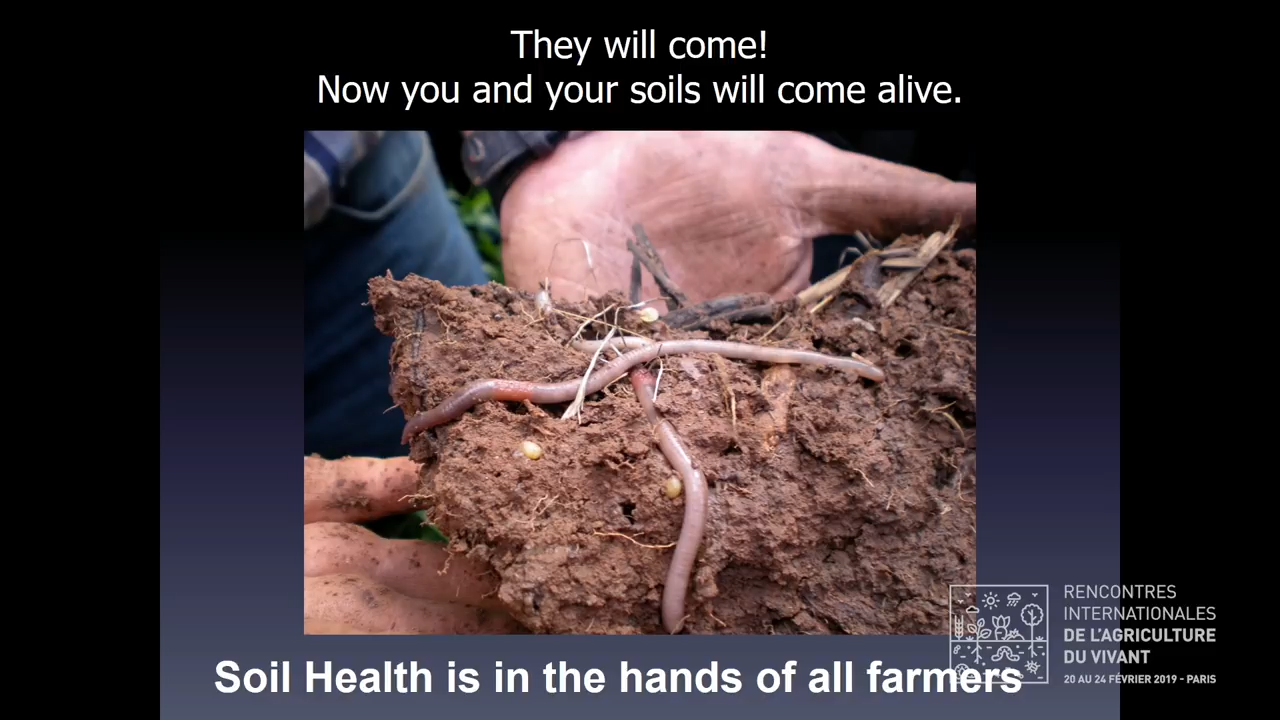 They will come!
Now you and your soils will come alive.
RENCONTRES
INTERNATIONALES
DE L'AGRICULTURE
DU VIVANT
20 AU 24 FÉVRIER 2019 - PARIS
Soil Health is in the hands of all farmers